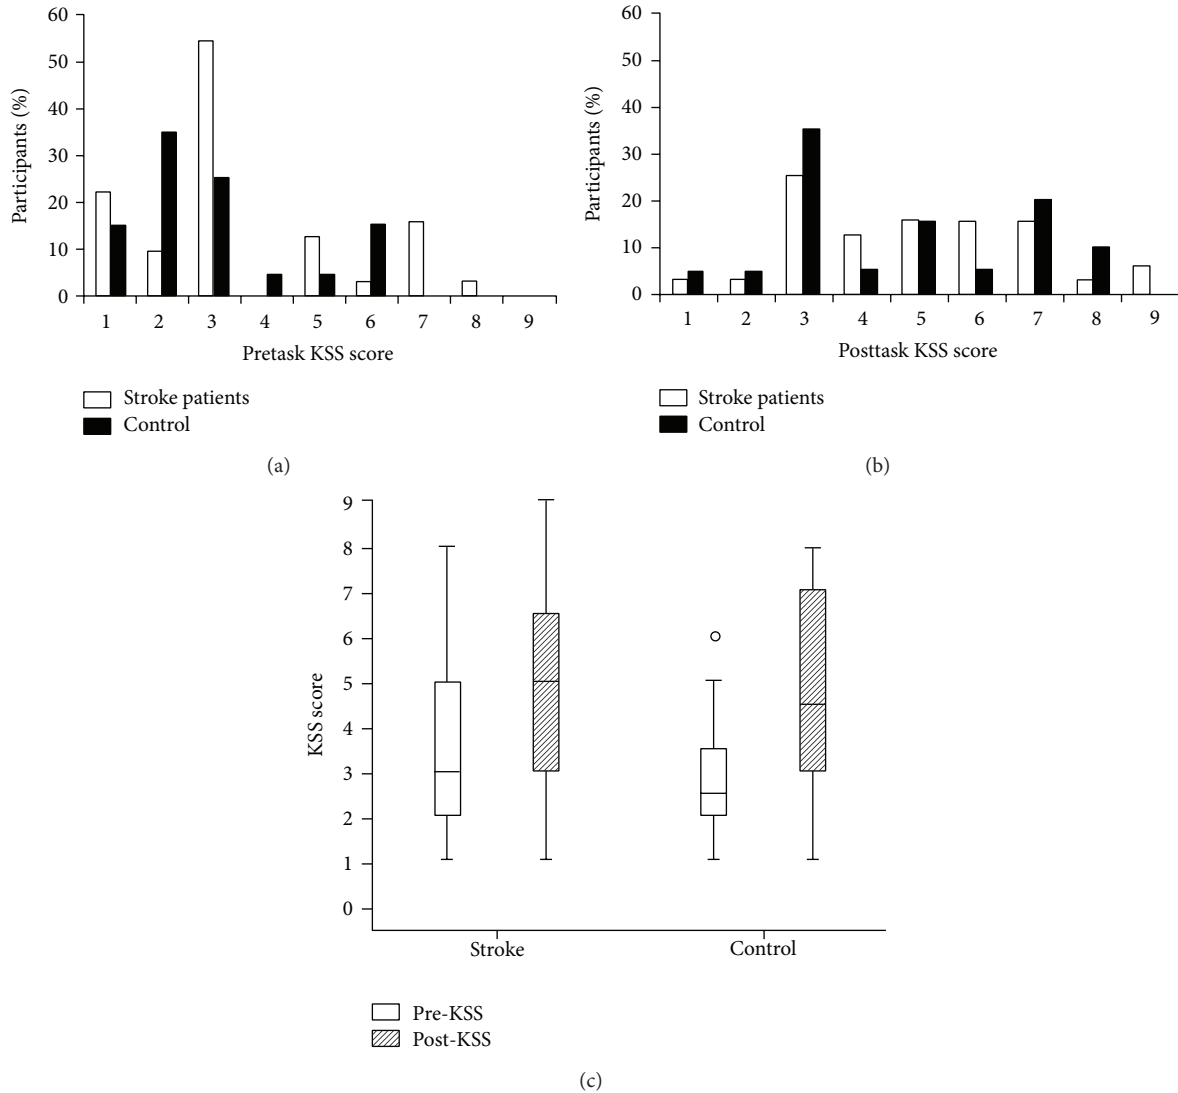 60
50
40
30
20
10
0
Participants (%)
1 2 3 4 5 6 7 8 9
Pretask KSS score
Stroke patients
Control
(a)
60
50
40
30
20
10
0
Participants (%)
1 2 3 4 5 6 7 8 9
Posttask KSS score
Stroke patients
Control
(b)
9
8
7
6
5
4
3
2
1
0
KSS score
Stroke Control
Pre-KSS
Post-KSS
(c)